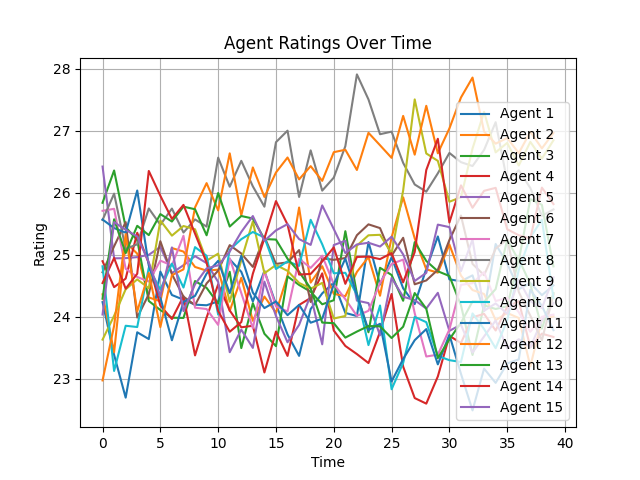 Agent Ratings Over Time
28
27
26
25
24
23
Rating
0 5 10 15 20 25 30 35 40
Time
Agent 1
Agent 2
Agent 3
Agent 4
Agent 5
Agent 6
Agent 7
Agent 8
Agent 9
Agent 10
Agent 11
Agent 12
Agent 13
Agent 14
Agent 15